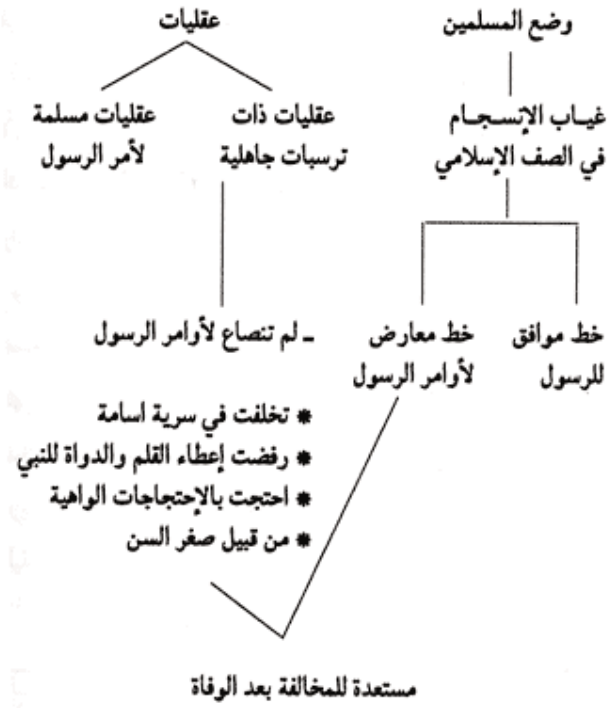 وضع المسلمين
غيـاب الإنسـجـام
في الصف الإسلامي
خط موافق
للرسول
خط معارض
لأوامر الرسول
عقليات
عقليات ذات
ترسبات جاهلية
عقليات مسلمة
لأمر الرسول
ـ لم تنصاع لأوامر الرسول
* تخلفت في سرية اسامة
* رفضت إعطاء القلم والدواة للنبي
* احتجت بالإحتجاجات الواهية
* من قبيل صغر السن
مستعدة للمخالفة بعد الوفاة